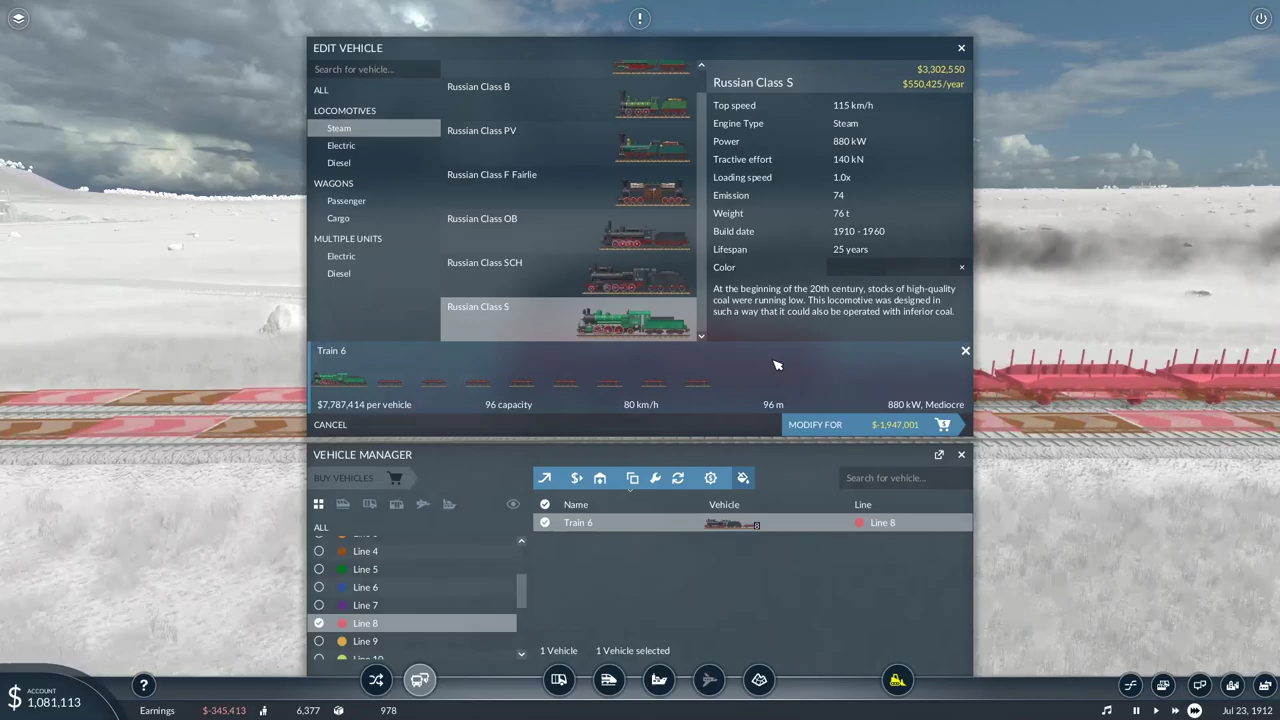 EDIT VEHICLE
Search for vehicle...
ALL
LOCOMOTIVES
Steam
Electric
Diesel
WAGONS
Passenger
Cargo
MULTIPLE UNITS
Electric
Diesel
Russian Class B
Russian Class PV
Russian Class F Fairlie
Russian Class OB
Russian Class SCH
Russian Class S
$3,302,550
Russian Class S
$550,425/year
Top speed 115 km/h
Engine Type Steam
Power 880 kW
Tractive effort 140 kN
Loading speed 1.0x
Emission 74
Weight 76 t
Build date 1910 - 1960
Lifespan 25 years
Color
At the beginning of the 20th century, stocks of high-quality
coal were running low. This locomotive was designed in
such a way that it could also be operated with inferior coal.
Train 6
$7,787,414 per vehicle 96 capacity 80 km/h 96 m 880 kW, Mediocre
CANCEL
MODIFY FOR $-1,947,001
VEHICLE MANAGER
BUY VEHICLES
Search for vehicle...
ALL
Line 4
Line 5
Line 6
Line 7
Line 8
Line 9
Line 10
Name Vehicle Line
Train 6 Line 8
1 Vehicle 1 Vehicle selected
$ ACCOUNT
1,081,113
?
Earnings $-345,413 6,377 978
Jul 23, 1912